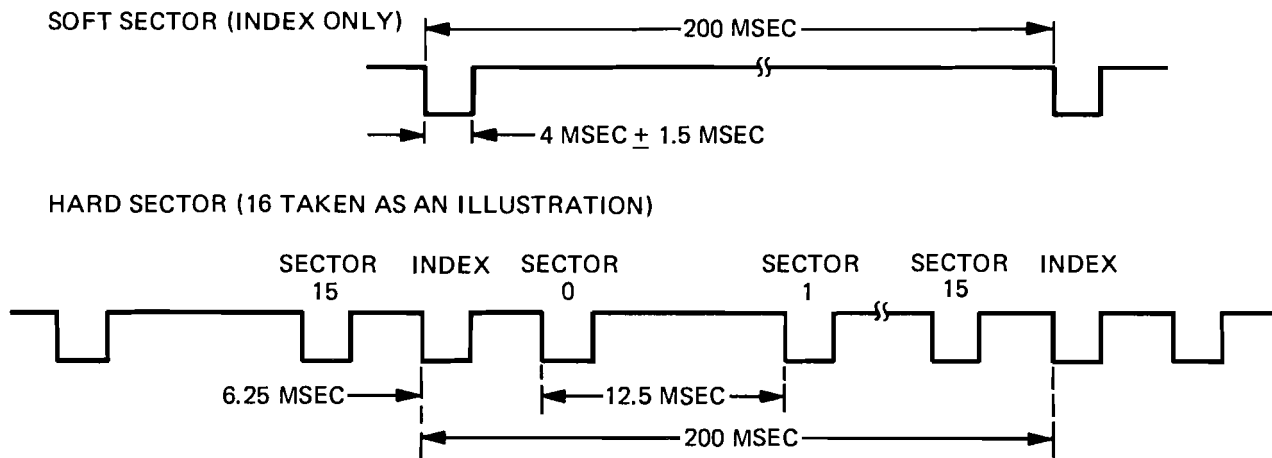 SOFT SECTOR (INDEX ONLY)
200 MSEC
4 MSEC ± 1.5 MSEC
HARD SECTOR (16 TAKEN AS AN ILLUSTRATION)
SECTOR 15
INDEX
SECTOR 0
SECTOR 1
SECTOR 15
INDEX
6.25 MSEC
12.5 MSEC
200 MSEC